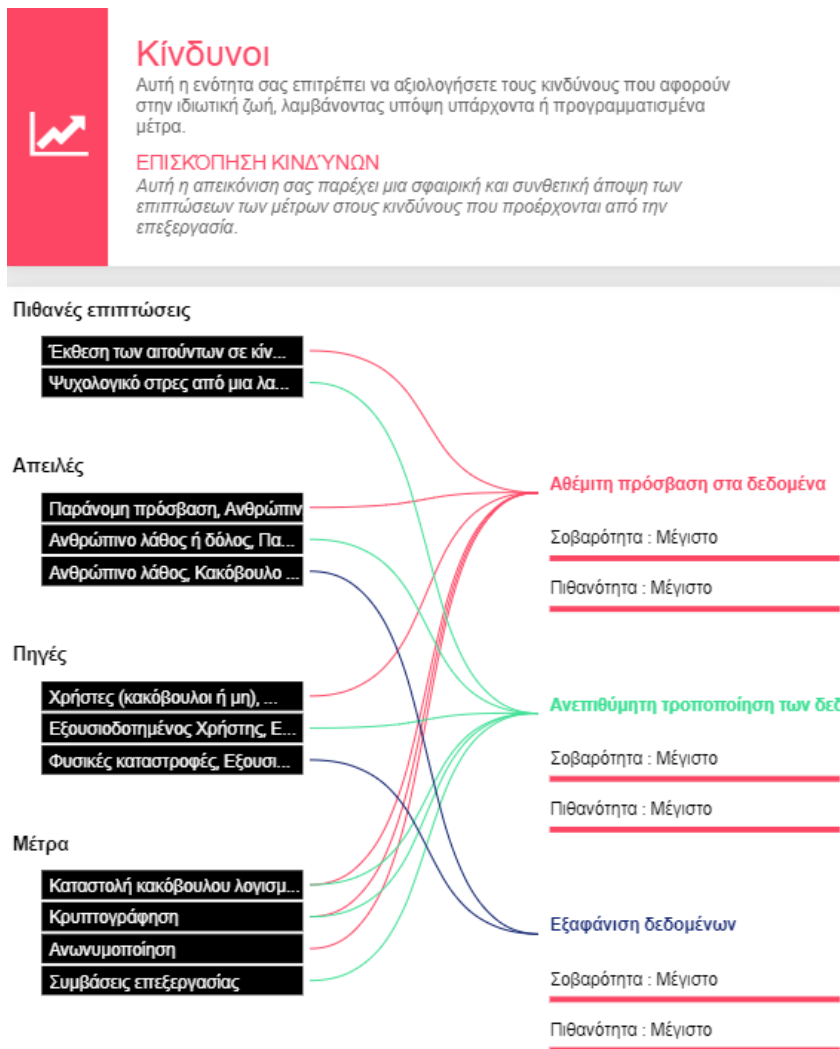 Κίνδυνοι
Αυτή η ενότητα σας επιτρέπει να αξιολογήσετε τους κινδύνους που αφορούν
στην ιδιωτική ζωή, λαμβάνοντας υπόψη υπάρχοντα ή προγραμματισμένα
μέτρα.
ΕΠΙΣΚΌΠΗΣΗ ΚΙΝΔΎΝΩΝ
Αυτή η απεικόνιση σας παρέχει μια σφαιρική και συνθετική άποψη των
επιπτώσεων των μέτρων στους κινδύνους που προέρχονται από την
επεξεργασία.
Πιθανές επιπτώσεις
Έκθεση των αιτούντων σε κίν...
Ψυχολογικό στρες από μια λα...
Απειλές
Παράνομη πρόσβαση, Ανθρώπιν
Ανθρώπινο λάθος ή δόλος, Πα...
Ανθρώπινο λάθος, Κακόβουλο ...
Πηγές
Χρήστες (κακόβουλοι ή μη), ...
Εξουσιοδοτημένος Χρήστης, Ε...
Φυσικές καταστροφές, Εξουσι...
Μέτρα
Καταστολή κακόβουλου λογισμ...
Κρυπτογράφηση
Ανωνυμοποίηση
Συμβάσεις επεξεργασίας
Αθέμιτη πρόσβαση στα δεδομένα
Σοβαρότητα : Μέγιστο
Πιθανότητα : Μέγιστο
Ανεπιθύμητη τροποποίηση των δεδ
Σοβαρότητα : Μέγιστο
Πιθανότητα : Μέγιστο
Εξαφάνιση δεδομένων
Σοβαρότητα : Μέγιστο
Πιθανότητα : Μέγιστο